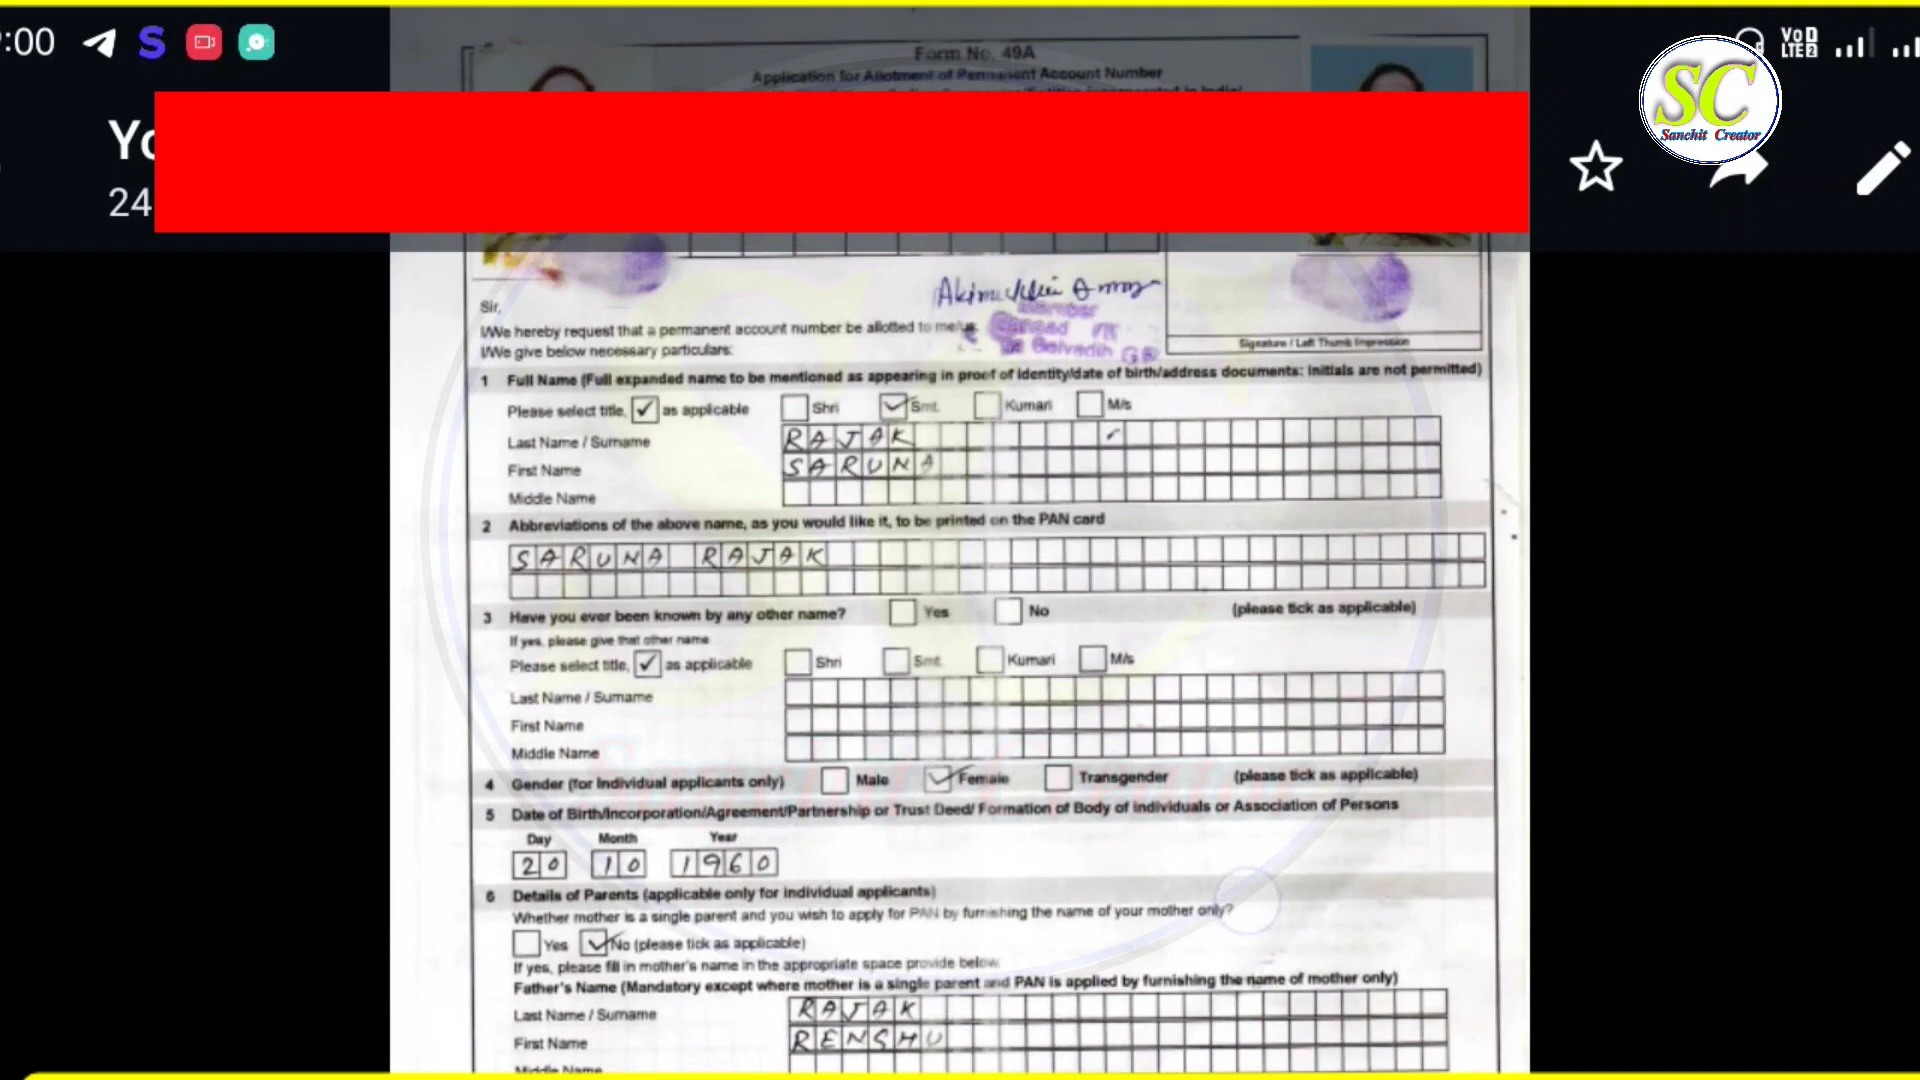 :00
VoD LTE2
SC
Sanchit Creator
Form No. 49A
Application for Allotment of Permanent Account Number
24
Sir,
I/We hereby request that a permanent account number be allotted to me/us.
I/We give below necessary particulars:
Member
Signature / Left Thumb Impression
1 Full Name (Full expanded name to be mentioned as appearing in proof of identity/date of birth/address documents: initials are not permitted)
Please select title, ✓ as applicable Shri Smt. Kumari M/s
Last Name / Surname RAJAK
First Name SARUNA
Middle Name
2 Abbreviations of the above name, as you would like it, to be printed on the PAN card
SARUNA RAJAK
3 Have you ever been known by any other name? Yes No (please tick as applicable)
If yes, please give that other name
Please select title, ✓ as applicable Shri Smt. Kumari M/s
Last Name / Surname
First Name
Middle Name
4 Gender (for Individual applicants only) Male Female Transgender (please tick as applicable)
5 Date of Birth/Incorporation/Agreement/Partnership or Trust Deed/ Formation of Body of individuals or Association of Persons
Day Month Year
20 10 1960
6 Details of Parents (applicable only for individual applicants)
Whether mother is a single parent and you wish to apply for PAN by furnishing the name of your mother only?
Yes No (please tick as applicable)
If yes, please fill in mother's name in the appropriate space provide below.
Father's Name (Mandatory except where mother is a single parent and PAN is applied by furnishing the name of mother only)
Last Name / Surname RAJAK
First Name RENGHU
Middle Name